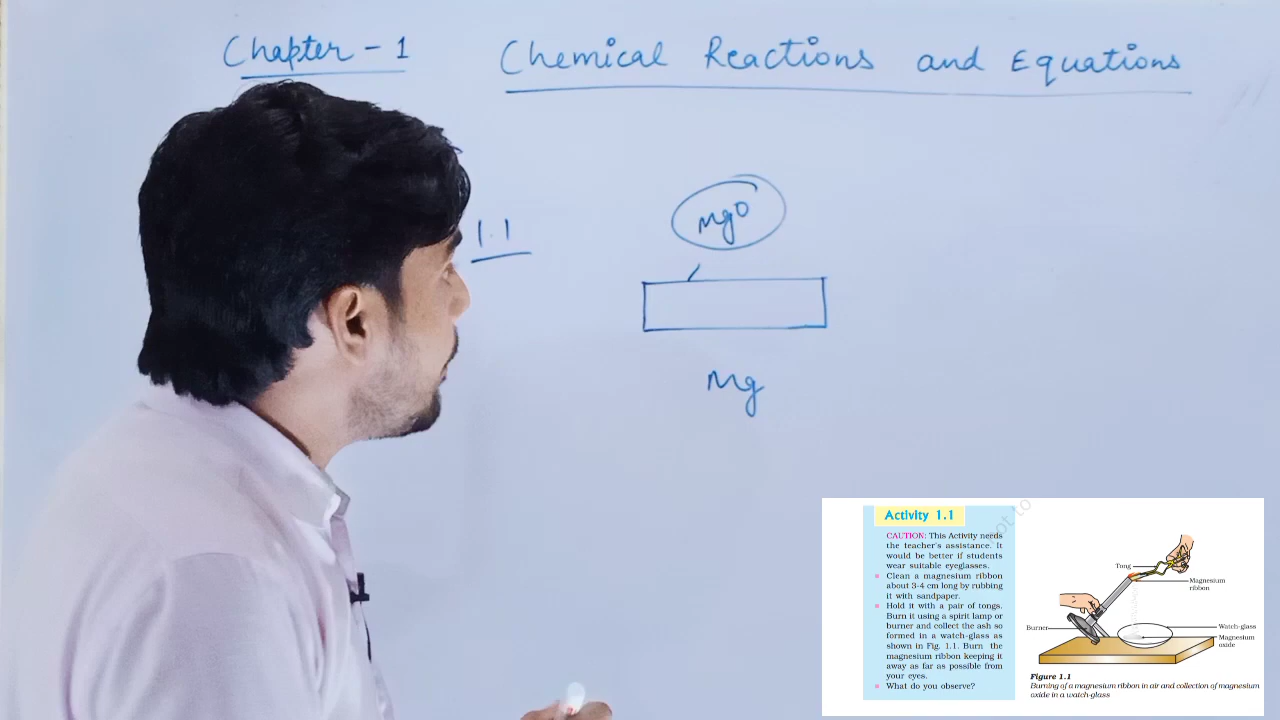 Chapter - 1
Chemical Reactions and Equations
1.1
MgO
Mg
Activity 1.1
CAUTION: This Activity needs
the teacher's assistance. It
would be better if students
wear suitable eyeglasses.
Clean a magnesium ribbon
about 3-4 cm long by rubbing
it with sandpaper.
Hold it with a pair of tongs.
Burn it using a spirit lamp or
burner and collect the ash so
formed in a watch-glass as
shown in Fig. 1.1. Burn the
magnesium ribbon keeping it
away as far as possible from
your eyes.
What do you observe?
Tong
Magnesium
ribbon
Burner
Watch-glass
Magnesium
oxide
Figure 1.1
Burning of a magnesium ribbon in air and collection of magnesium
oxide in a watch-glass